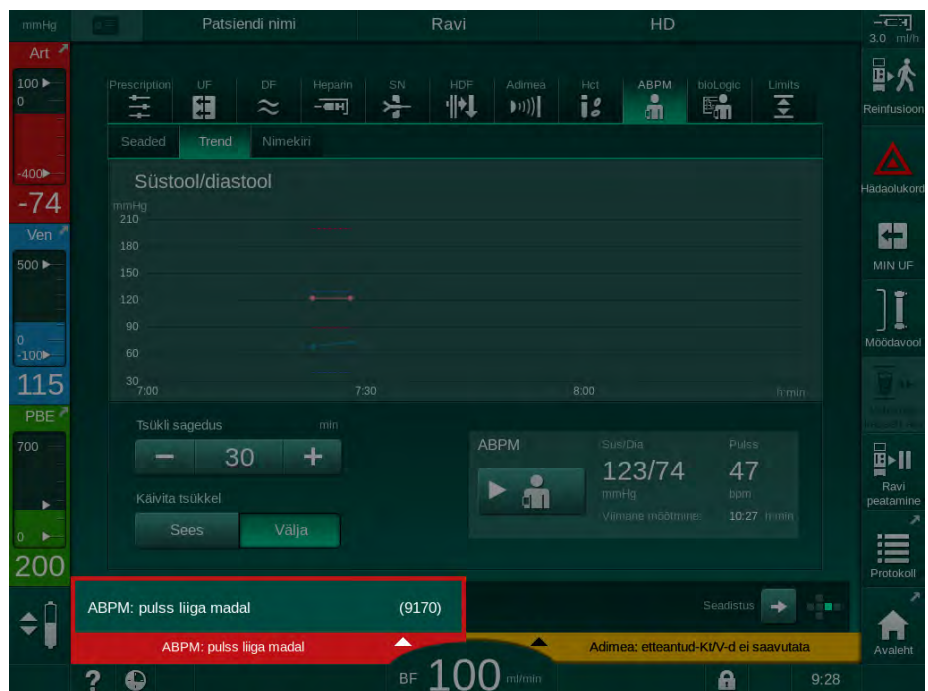 mmHg Patsiendi nimi Ravi HD 3.0 ml/h
Art
100
0
-400
-74
Ven
500
0
-100
115
PBE
700
0
200
Prescription UF DF Heparin SN HDF Adimea Hct ABPM bioLogic Limits
Seaded Trend Nimekiri
Süstool/diastool
mmHg
210
180
150
120
90
60
30
7:00 7:30 8:00 h:min
Tsükli sagedus min
30
Käivita tsükkel
Sees Välja
ABPM Süs/Dia Pulss
123/74 47
mmHg bpm
Viimane mõõtmine: 10:27 h:min
Reinfusioon
Hädaolukord
MIN UF
Möödavool
Ravi
peatamine
Protokoll
Avaleht
ABPM: pulss liiga madal (9170)
Seadistus
ABPM: pulss liiga madal
Adimea: etteantud-Kt/V-d ei saavutata
? BF 100 ml/min 9:28